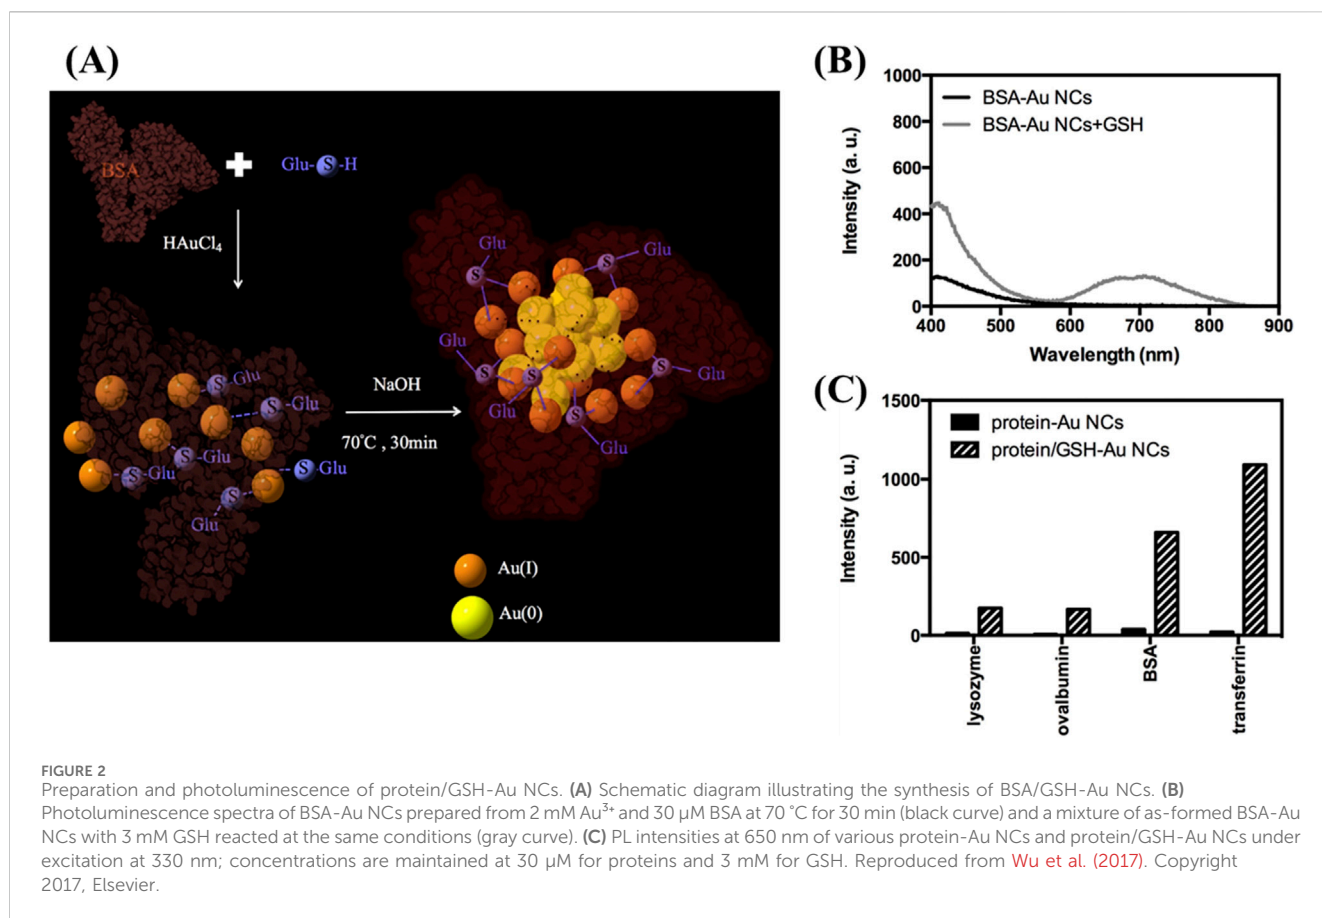 (A)
BSA
Glu-S-H
HAuCl4
Glu
S
S-Glu
S-Glu
S-Glu
S-Glu
S-Glu
S
Glu
NaOH
70°C , 30min
Glu
S
Glu
S
Glu
S
Glu
S
Glu
S
Glu
S
Au(I)
Au(0)
(B)
Intensity (a. u.)
1000
800
600
400
200
0
BSA-Au NCs
BSA-Au NCs+GSH
400 500 600 700 800 900
Wavelength (nm)
(C)
Intensity (a. u.)
1500
1000
500
0
protein-Au NCs
protein/GSH-Au NCs
lysozyme
ovalbumin
BSA
transferrin
FIGURE 2
Preparation and photoluminescence of protein/GSH-Au NCs. (A) Schematic diagram illustrating the synthesis of BSA/GSH-Au NCs. (B)
Photoluminescence spectra of BSA-Au NCs prepared from 2 mM Au³⁺ and 30 µM BSA at 70 °C for 30 min (black curve) and a mixture of as-formed BSA-Au
NCs with 3 mM GSH reacted at the same conditions (gray curve). (C) PL intensities at 650 nm of various protein-Au NCs and protein/GSH-Au NCs under
excitation at 330 nm; concentrations are maintained at 30 µM for proteins and 3 mM for GSH. Reproduced from Wu et al. (2017). Copyright
2017, Elsevier.